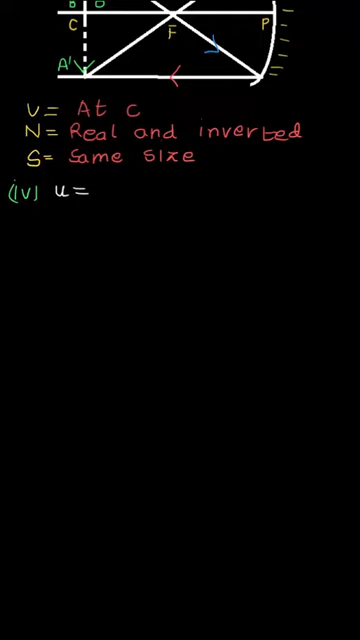 B B'
C F P
A'
V = At C
N = Real and inverted
S = Same size
(iv) u =